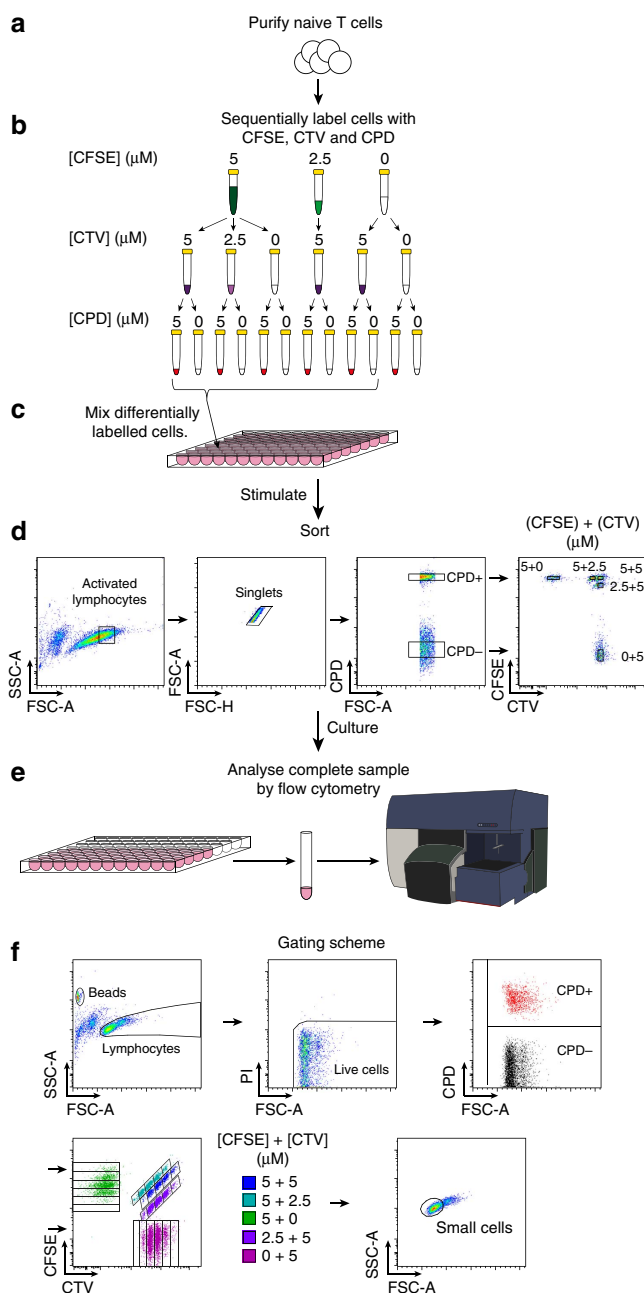 a
Purify naive T cells
b
Sequentially label cells with
CFSE, CTV and CPD
[CFSE] (μM)
5 2.5 0
[CTV] (μM)
5 2.5 0 5 5 0
[CPD] (μM)
5 0 5 0 5 0 5 0 5 0 5 0
c
Mix differentially
labelled cells.
Stimulate
d
Sort
(CFSE) + (CTV)
(μM)
Activated
lymphocytes
SSC-A
FSC-A
Singlets
FSC-A
FSC-H
CPD+
CPD–
CPD
FSC-A
5+0 5+2.5 5+5
2.5+5
0+5
CFSE
CTV
Culture
e
Analyse complete sample
by flow cytometry
f
Gating scheme
Beads
Lymphocytes
SSC-A
FSC-A
Live cells
PI
FSC-A
CPD+
CPD–
CPD
FSC-A
CFSE
CTV
[CFSE] + [CTV]
(μM)
5 + 5
5 + 2.5
5 + 0
2.5 + 5
0 + 5
Small cells
SSC-A
FSC-A